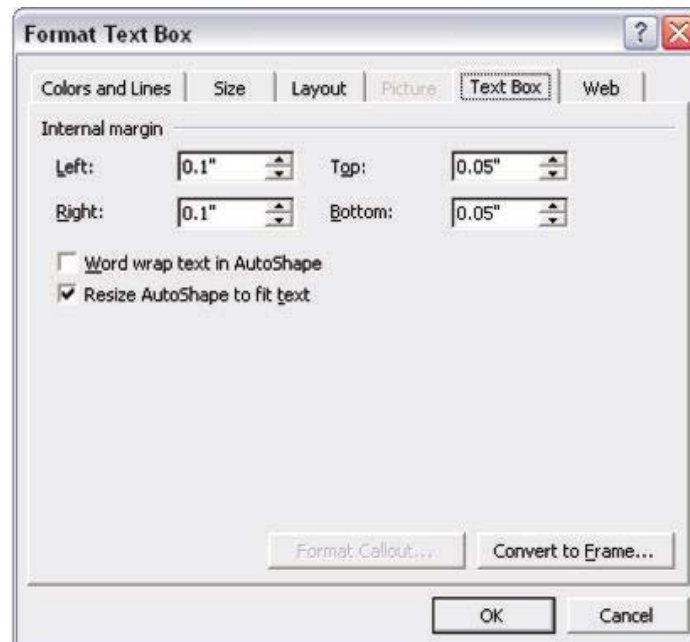 Format Text Box
Colors and Lines Size Layout Picture Text Box Web
Internal margin
Left: 0.1" Top: 0.05"
Right: 0.1" Bottom: 0.05"
Word wrap text in AutoShape
Resize AutoShape to fit text
Format Callout... Convert to Frame...
OK Cancel